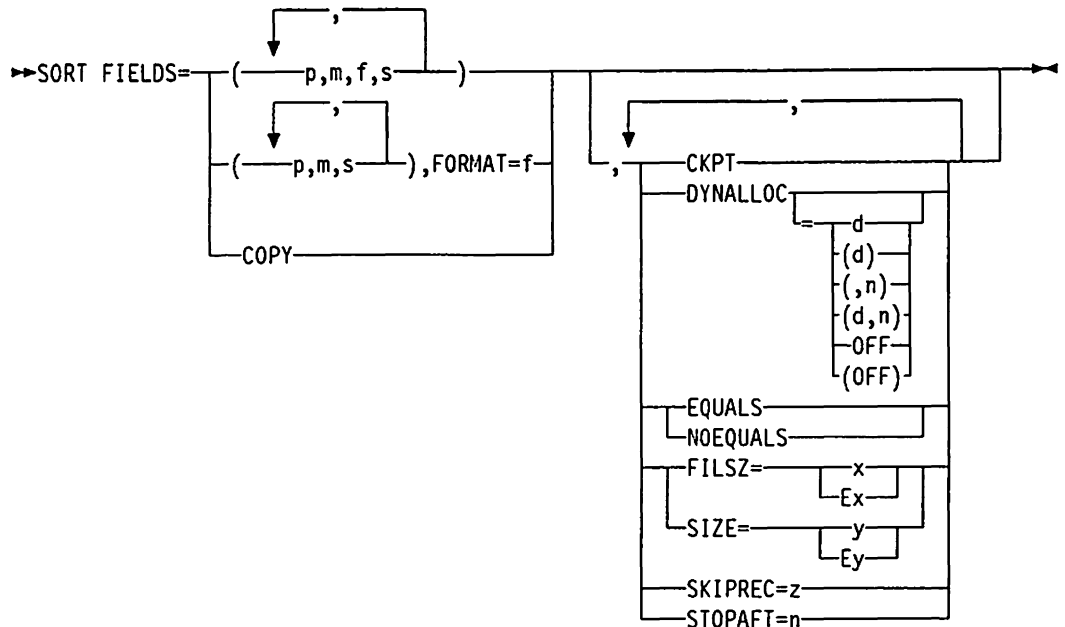 ,
►►SORT FIELDS= ( p,m,f,s ) ►◄
, ,
( p,m,s ),FORMAT=f , CKPT
DYNALLOC
= d
COPY (d)
(,n)
(d,n)
OFF
(OFF)
EQUALS
NOEQUALS
FILSZ= x
Ex
SIZE= y
Ey
SKIPREC=z
STOPAFT=n